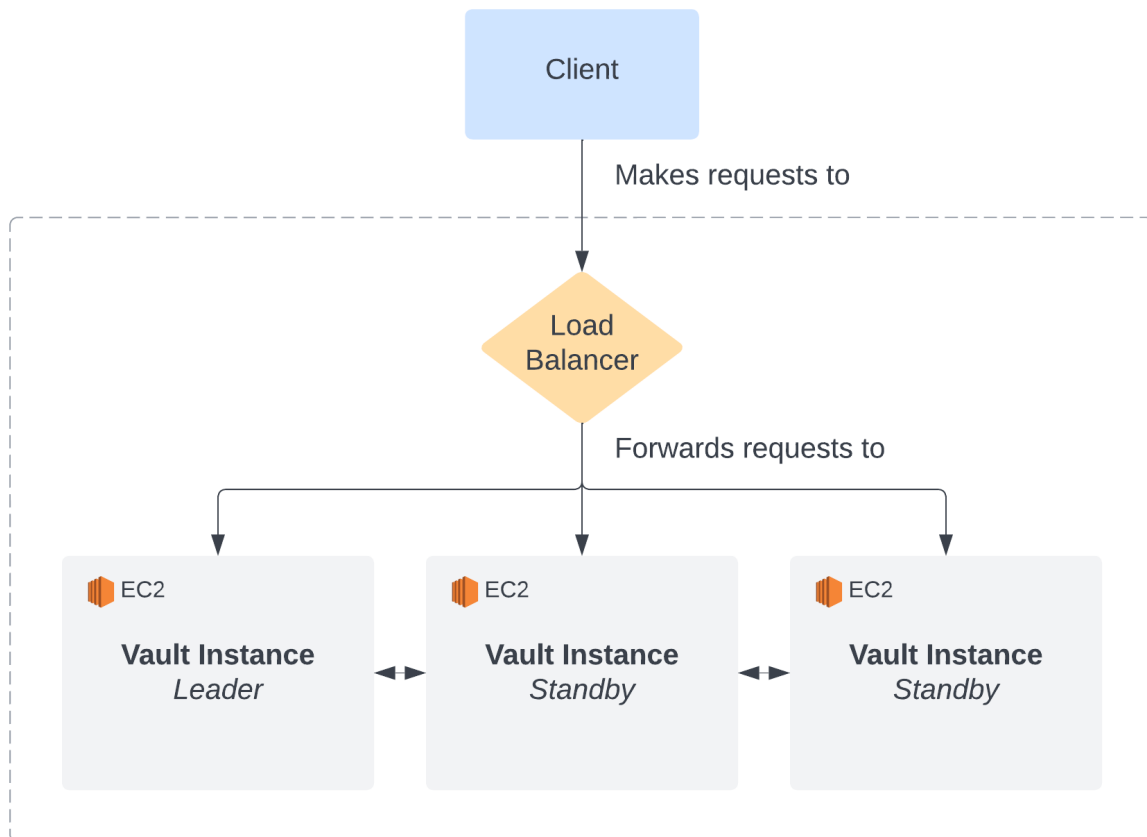 Client
Makes requests to
Load
Balancer
Forwards requests to
EC2
Vault Instance
Leader
EC2
Vault Instance
Standby
EC2
Vault Instance
Standby